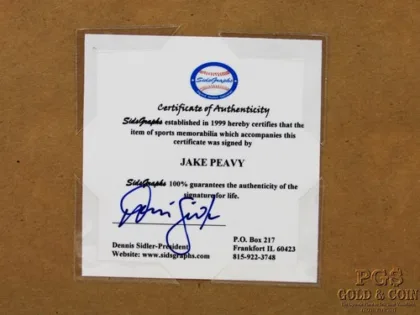 SidsGraphs
Certificate of Authenticity
SidsGraphs established in 1999 hereby certifies that the
item of sports memorabilia which accompanies this
certificate was signed by
JAKE PEAVY
SidsGraphs 100% guarantees the authenticity of the
signature for life.
Dennis Sidler-President
Website: www.sidsgraphs.com
P.O. Box 217
Frankfort IL 60423
815-922-3748
PGS
GOLD & COIN